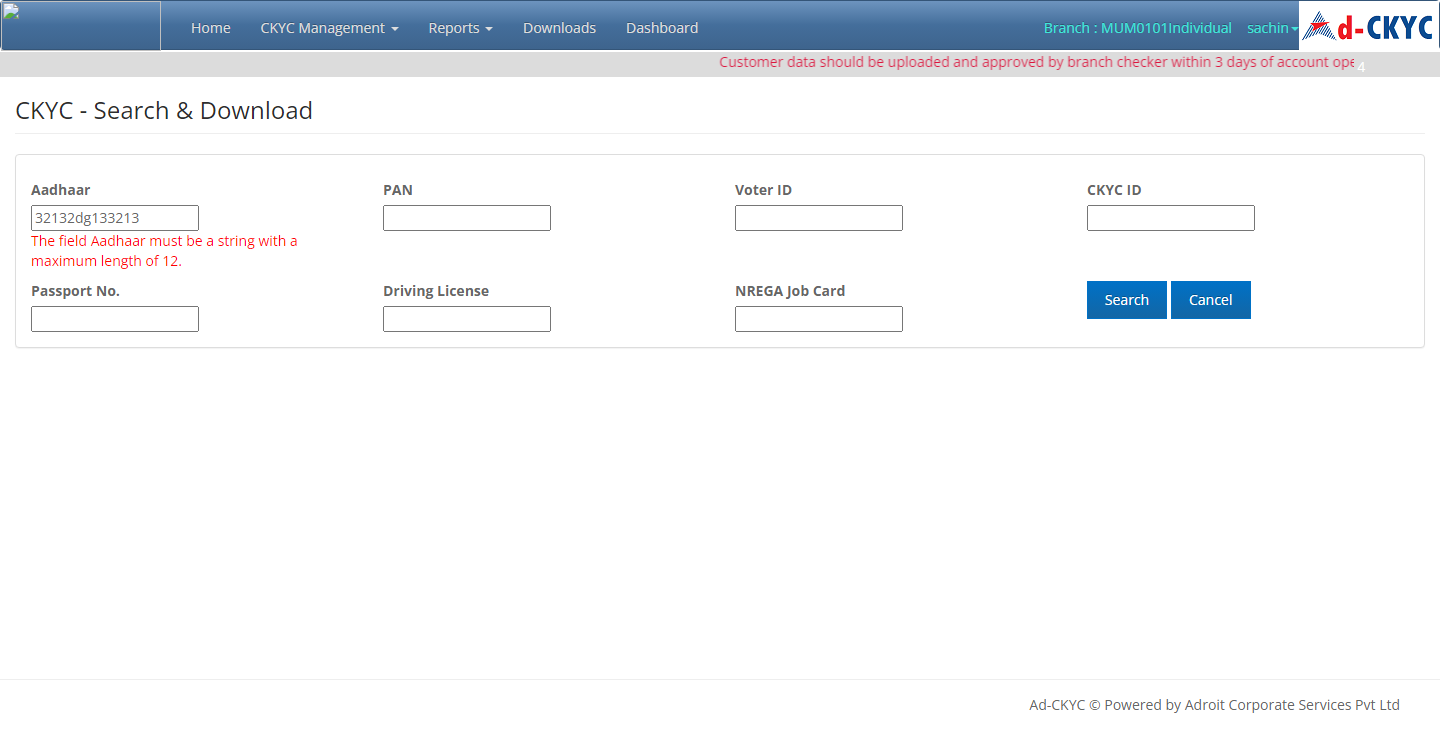 Home CKYC Management Reports Downloads Dashboard Branch : MUM0101Individual sachin d-CKYC
Customer data should be uploaded and approved by branch checker within 3 days of account ope 4
CKYC - Search & Download
Aadhaar PAN Voter ID CKYC ID
32132dg133213
The field Aadhaar must be a string with a
maximum length of 12.
Passport No. Driving License NREGA Job Card Search Cancel
Ad-CKYC © Powered by Adroit Corporate Services Pvt Ltd